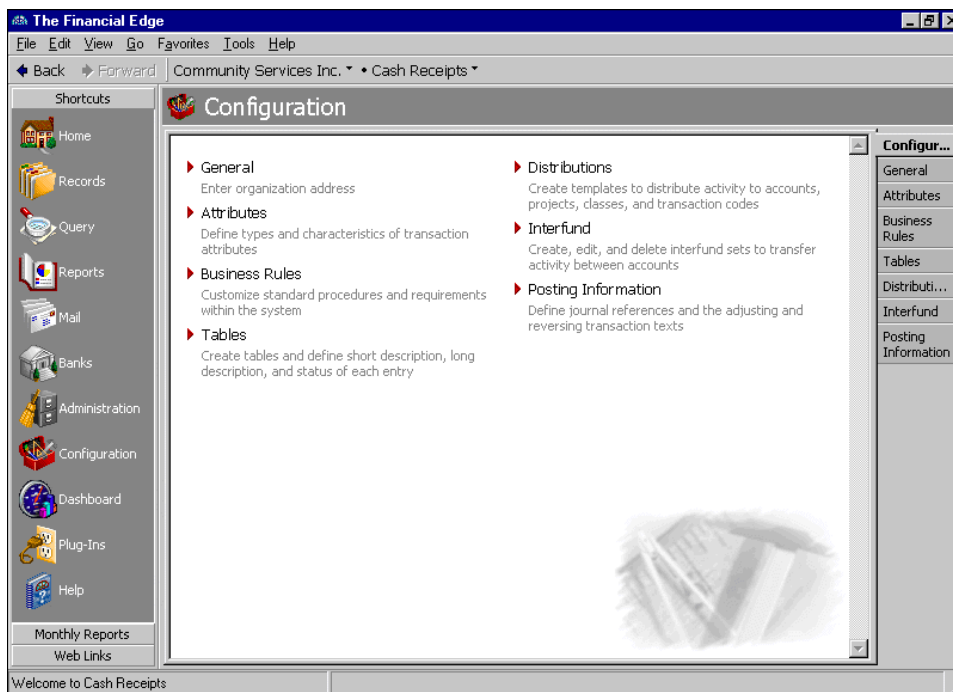 The Financial Edge
File Edit View Go Favorites Tools Help
Back Forward Community Services Inc. • Cash Receipts
Shortcuts
Home
Records
Query
Reports
Mail
Banks
Administration
Configuration
Dashboard
Plug-Ins
Help
Monthly Reports
Web Links
Configuration
General
Enter organization address
Attributes
Define types and characteristics of transaction
attributes
Business Rules
Customize standard procedures and requirements
within the system
Tables
Create tables and define short description, long
description, and status of each entry
Distributions
Create templates to distribute activity to accounts,
projects, classes, and transaction codes
Interfund
Create, edit, and delete interfund sets to transfer
activity between accounts
Posting Information
Define journal references and the adjusting and
reversing transaction texts
Configur...
General
Attributes
Business
Rules
Tables
Distributi...
Interfund
Posting
Information
Welcome to Cash Receipts